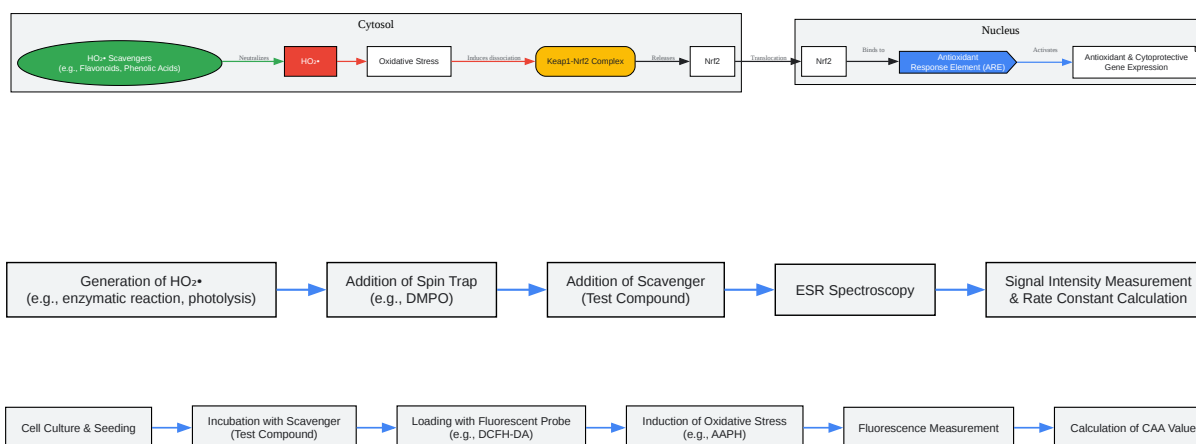 Cytosol
HO₂• Scavengers
(e.g., Flavonoids, Phenolic Acids)
Neutralizes
HO₂•
Oxidative Stress
Induces dissociation
Keap1-Nrf2 Complex
Releases
Nrf2
Translocation
Nucleus
Nrf2
Binds to
Antioxidant
Response Element (ARE)
Activates
Antioxidant & Cytoprotective
Gene Expression
Generation of HO₂•
(e.g., enzymatic reaction, photolysis)
Addition of Spin Trap
(e.g., DMPO)
Addition of Scavenger
(Test Compound)
ESR Spectroscopy
Signal Intensity Measurement
& Rate Constant Calculation
Cell Culture & Seeding
Incubation with Scavenger
(Test Compound)
Loading with Fluorescent Probe
(e.g., DCFH-DA)
Induction of Oxidative Stress
(e.g., AAPH)
Fluorescence Measurement
Calculation of CAA Value